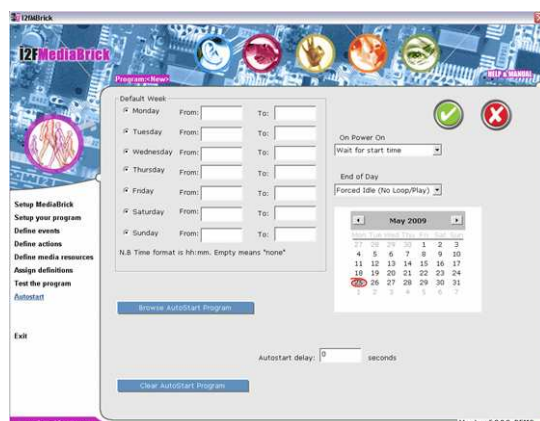 I2fMBrick
i2FMediaBrick
HELP & MANUAL
Program:<New>
Default Week
Monday From: To:
Tuesday From: To:
Wednesday From: To:
Thursday From: To:
Friday From: To:
Saturday From: To:
Sunday From: To:
N.B Time format is hh:mm. Empty means "none"
On Power On
Wait for start time
End of Day
Forced Idle (No Loop/Play)
May 2009
Mon Tue Wed Thu Fri Sat Sun
27 28 29 30 1 2 3
4 5 6 7 8 9 10
11 12 13 14 15 16 17
18 19 20 21 22 23 24
25 26 27 28 29 30 31
1 2 3 4 5 6 7
Setup MediaBrick
Setup your program
Define events
Define actions
Define media resources
Assign definitions
Test the program
Autostart
Exit
Browse AutoStart Program
Autostart delay: 0 seconds
Clear AutoStart Program